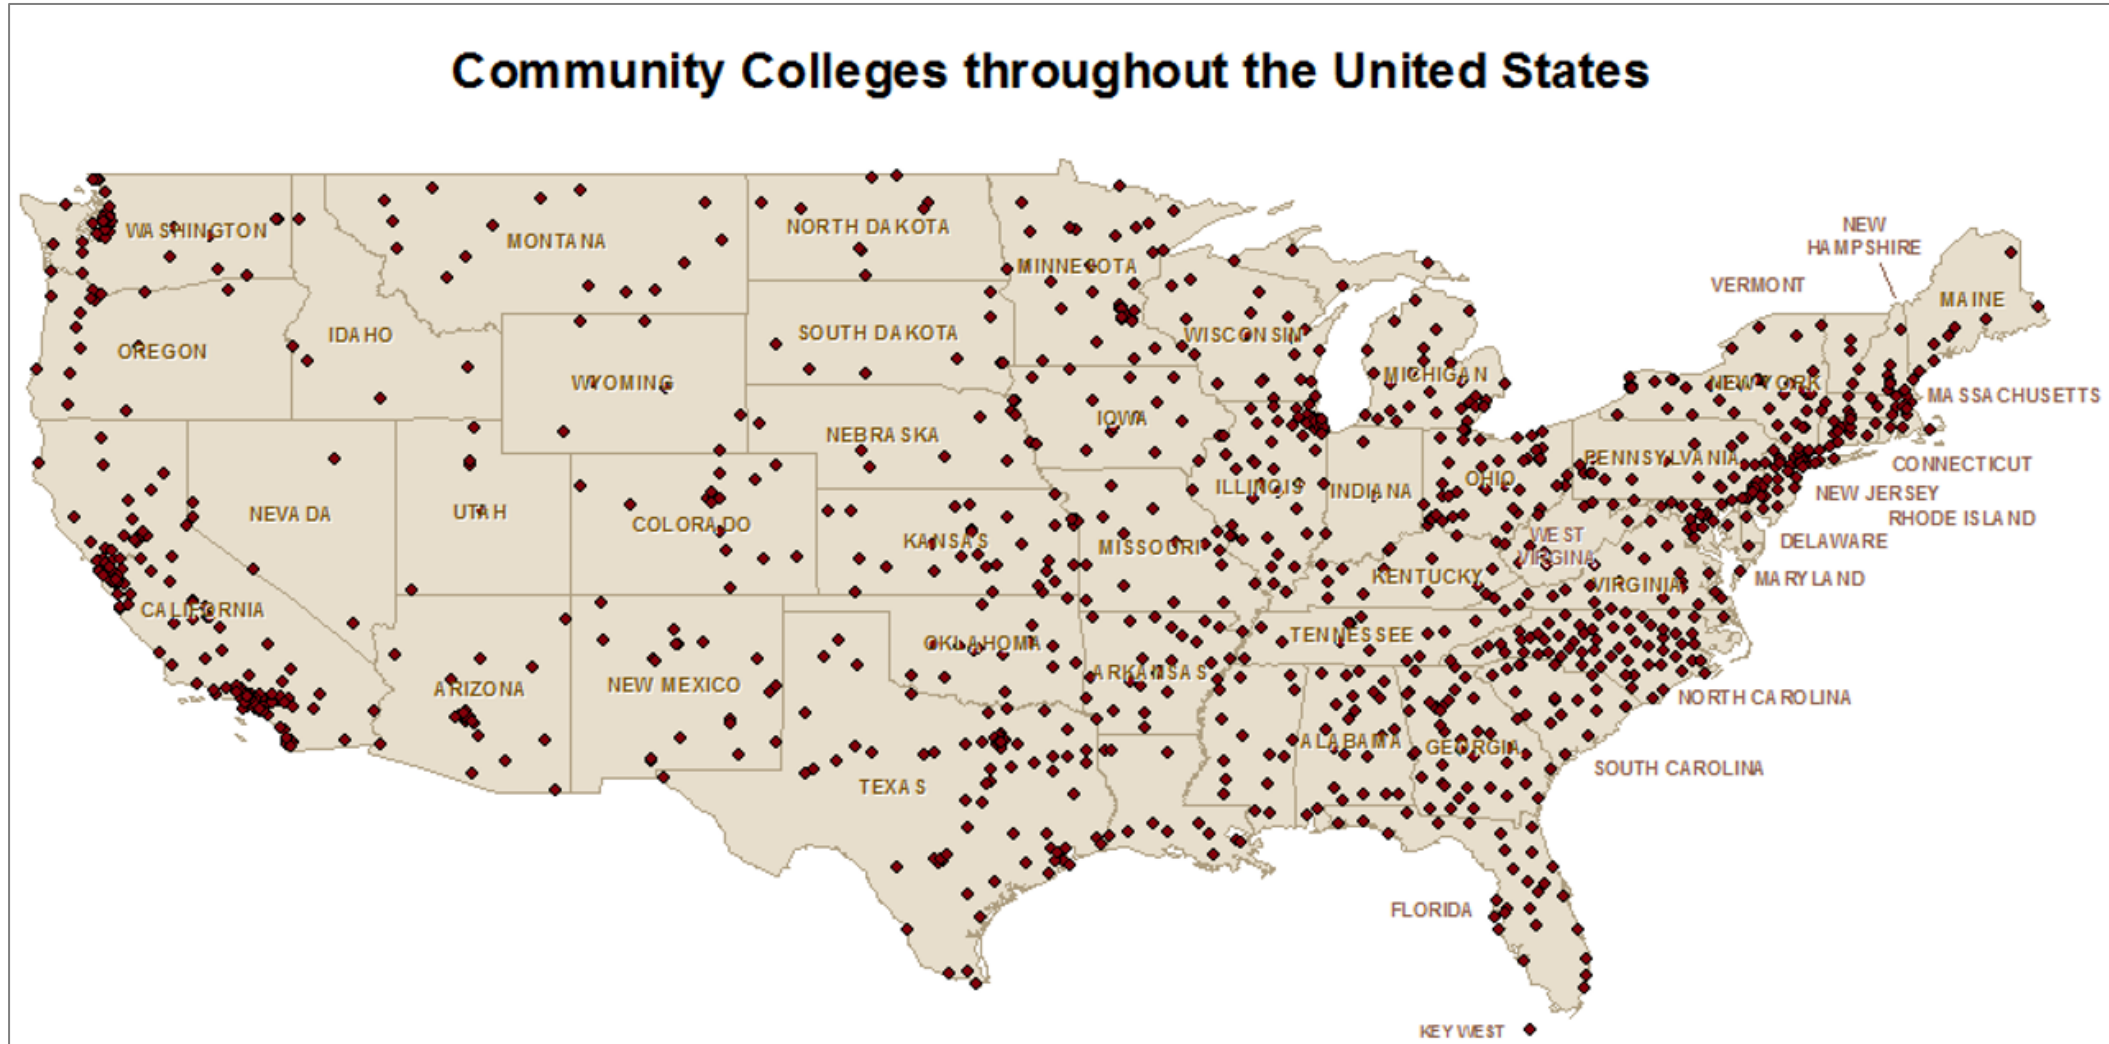 Community Colleges throughout the United States
NEW
HAMPSHIRE
WASHINGTON
MONTANA
NORTH DAKOTA
MINNESOTA
VERMONT
MAINE
OREGON
IDAHO
SOUTH DAKOTA
WISCONSIN
WYOMING
MICHIGAN
NEW YORK
MASSACHUSETTS
IOWA
NEBRASKA
PENNSYLVANIA
CONNECTICUT
OHIO
ILLINOIS
INDIANA
NEW JERSEY
NEVADA
UTAH
COLORADO
RHODE ISLAND
KANSAS
MISSOURI
WEST
VIRGINA
DELAWARE
KENTUCKY
VIRGINIA
MARYLAND
CALIFORNIA
TENNESSEE
OKLAHOMA
ARKANSAS
ARIZONA
NEW MEXICO
NORTH CAROLINA
ALABAMA
GEORGIA
SOUTH CAROLINA
TEXAS
FLORIDA
KEY WEST